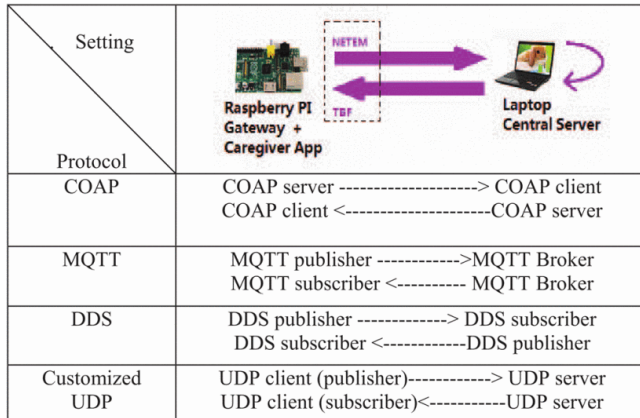 . Setting
Protocol
NETEM
TBF
Raspberry PI
Gateway +
Caregiver App
Laptop
Central Server
COAP
COAP server --------------------> COAP client
COAP client <---------------------COAP server
MQTT
MQTT publisher ------------>MQTT Broker
MQTT subscriber <---------- MQTT Broker
DDS
DDS publisher -------------> DDS subscriber
DDS subscriber <------------DDS publisher
Customized
UDP
UDP client (publisher)------------> UDP server
UDP client (subscriber)<-----------UDP server